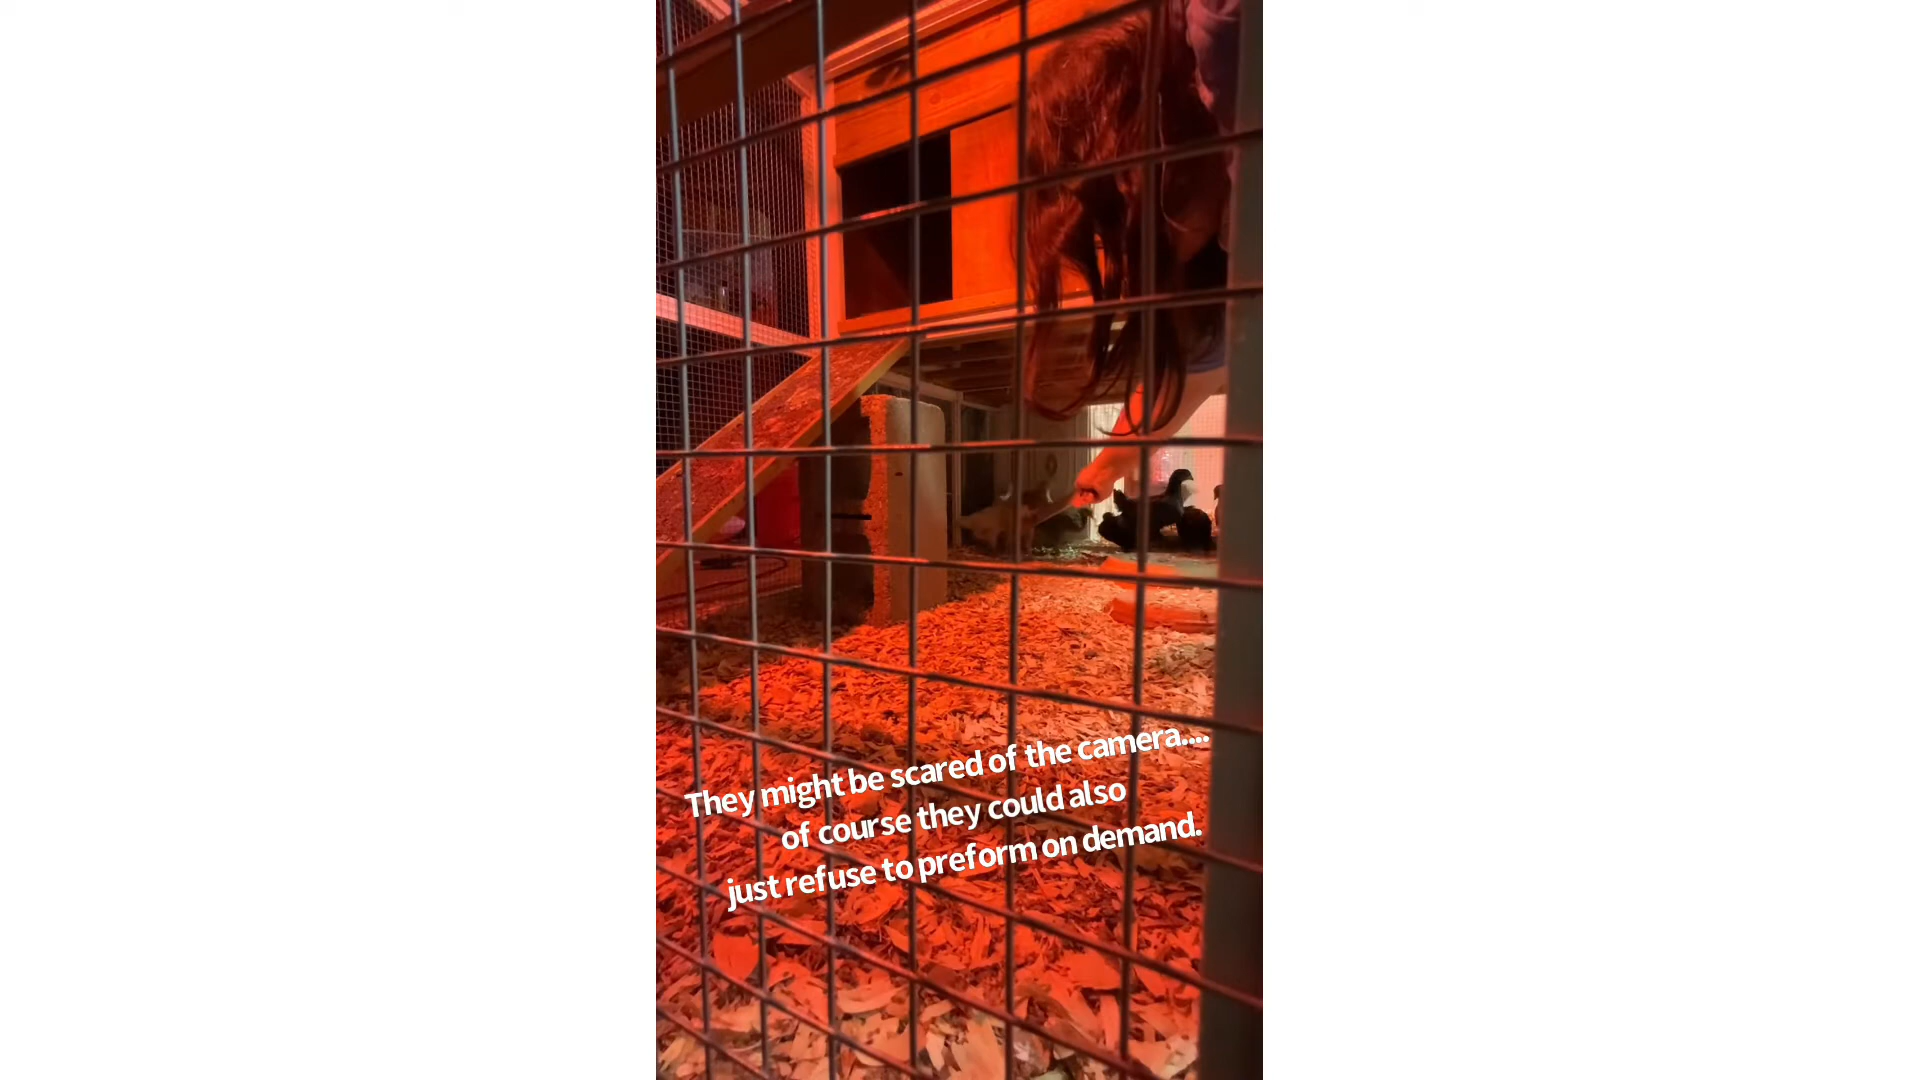 They might be scared of the camera....
of course they could also
just refuse to preform on demand.